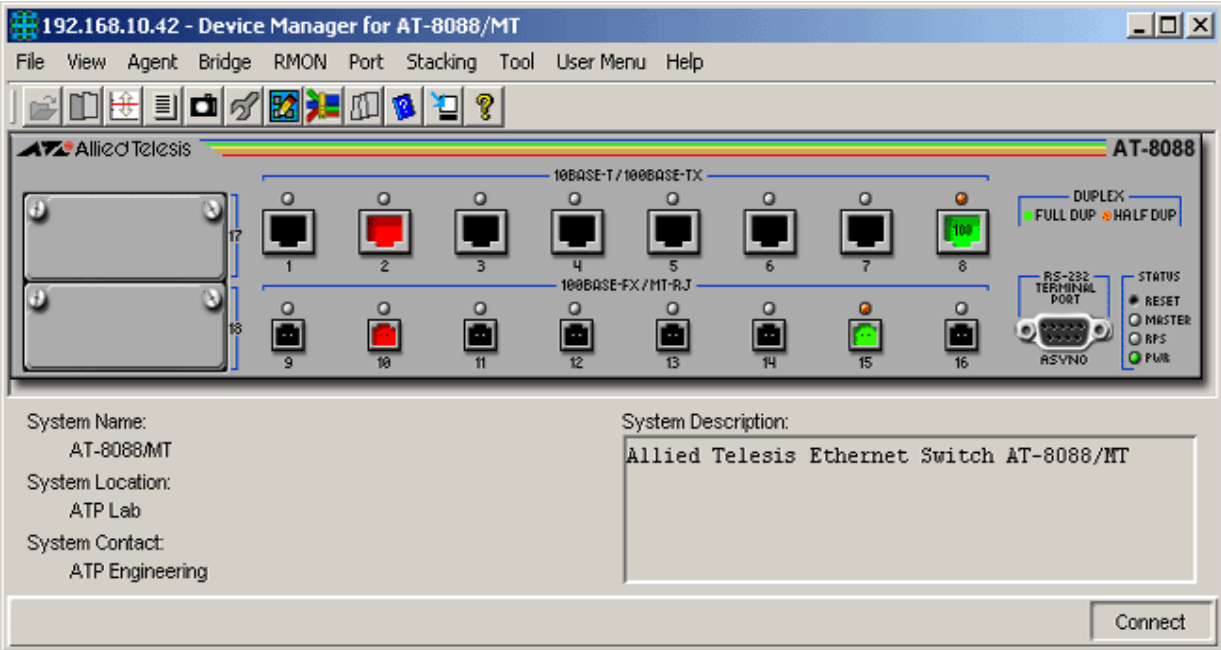 192.168.10.42 - Device Manager for AT-8088/MT
File View Agent Bridge RMON Port Stacking Tool User Menu Help
Allied Telesis
AT-8088
10BASE-T/100BASE-TX
DUPLEX
FULL DUP HALF DUP
17
100
1 2 3 4 5 6 7 8
100BASE-FX/MT-RJ
RS-232
TERMINAL
PORT
STATUS
RESET
MASTER
RPS
PWR
18
9 10 11 12 13 14 15 16
ASYNO
System Name:
AT-8088/MT
System Location:
ATP Lab
System Contact:
ATP Engineering
System Description:
Allied Telesis Ethernet Switch AT-8088/MT
Connect